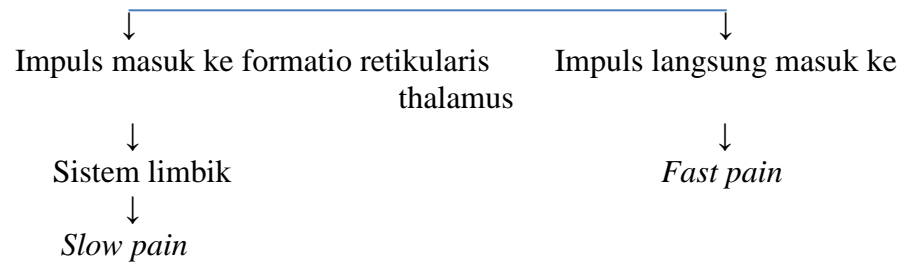 ↓ ↓
Impuls masuk ke formatio retikularis Impuls langsung masuk ke
thalamus
↓ ↓
Sistem limbik Fast pain
↓
Slow pain